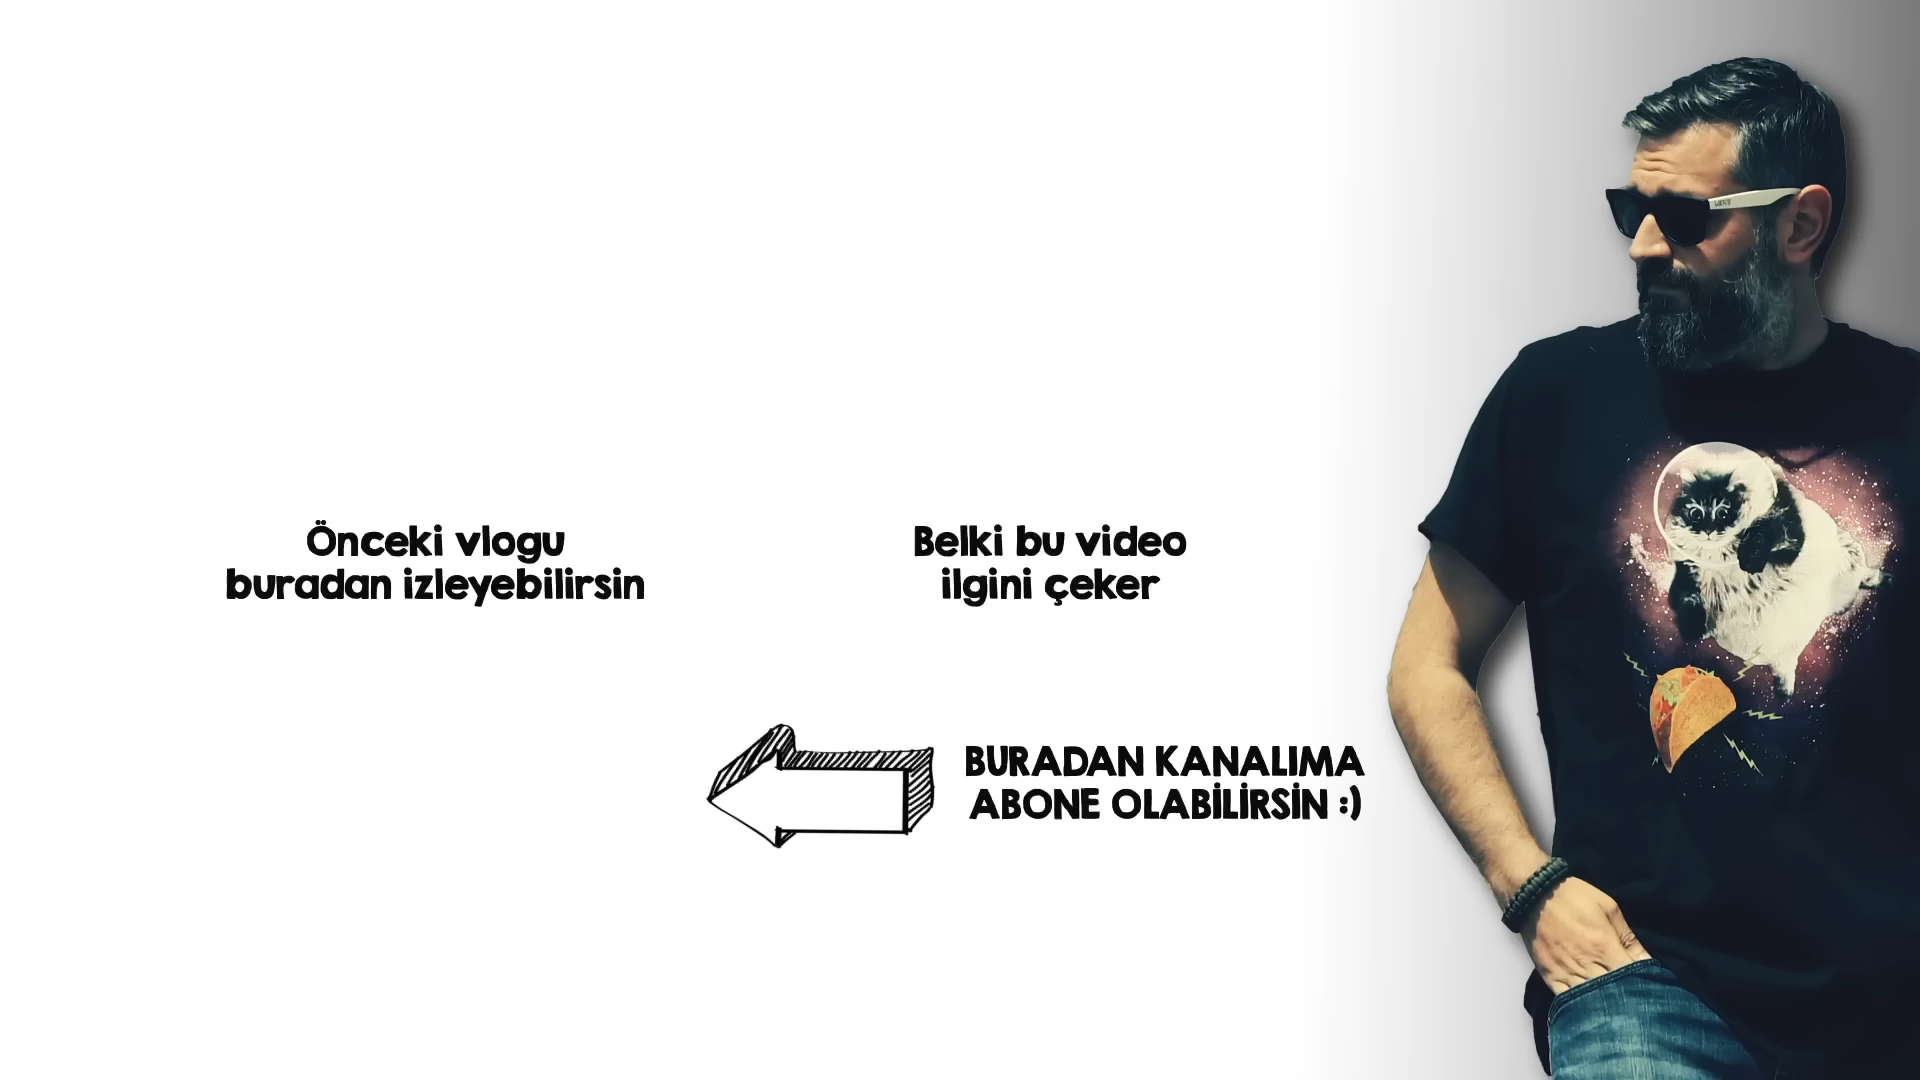 Önceki vlogu
buradan izleyebilirsin
Belki bu video
ilgini çeker
BURADAN KANALIMA
ABONE OLABİLİRSİN :)